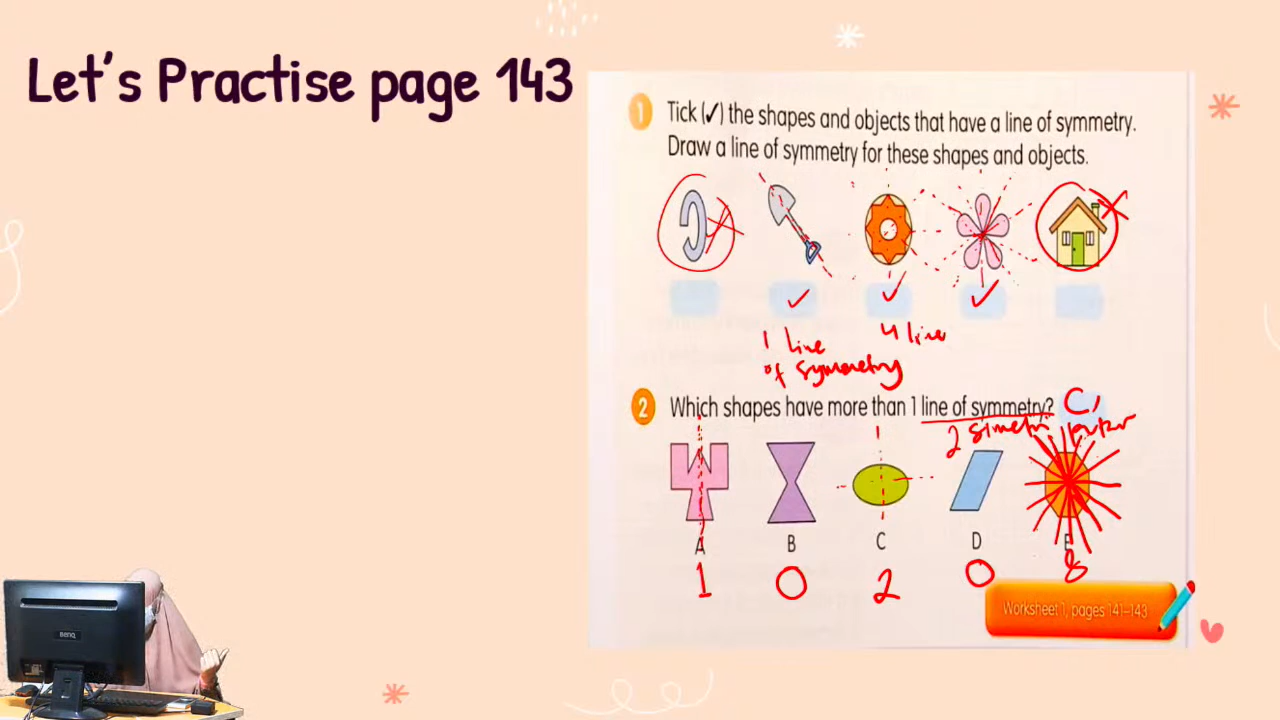 Let's Practise page 143
1 Tick (✓) the shapes and objects that have a line of symmetry.
Draw a line of symmetry for these shapes and objects.
1 line
of symmetry
4 line
2 Which shapes have more than 1 line of symmetry? C,
2 simetri
A B C D E
1 0 2 0 8
Worksheet 1, pages 141–143
BenQ